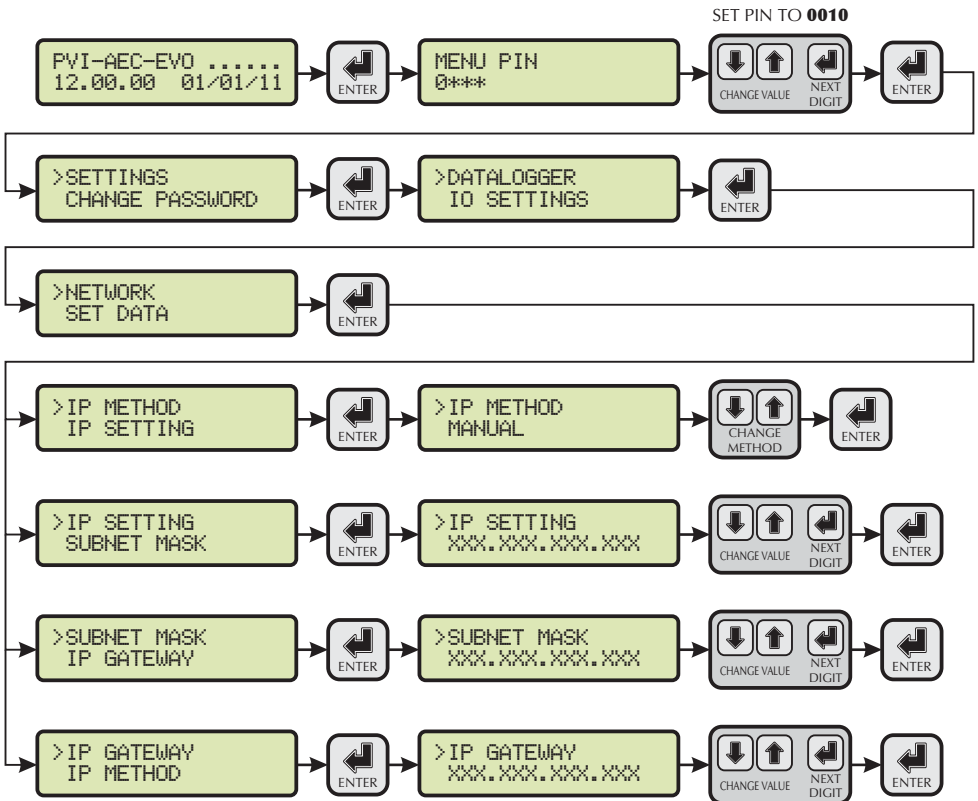 SET PIN TO 0010
PVI-AEC-EVO ......
12.00.00 01/01/11
ENTER
MENU PIN
0***
CHANGE VALUE
NEXT
DIGIT
ENTER
>SETTINGS
CHANGE PASSWORD
ENTER
>DATALOGGER
IO SETTINGS
ENTER
>NETWORK
SET DATA
ENTER
>IP METHOD
IP SETTING
ENTER
>IP METHOD
MANUAL
CHANGE
METHOD
ENTER
>IP SETTING
SUBNET MASK
ENTER
>IP SETTING
XXX.XXX.XXX.XXX
CHANGE VALUE
NEXT
DIGIT
ENTER
>SUBNET MASK
IP GATEWAY
ENTER
>SUBNET MASK
XXX.XXX.XXX.XXX
CHANGE VALUE
NEXT
DIGIT
ENTER
>IP GATEWAY
IP METHOD
ENTER
>IP GATEWAY
XXX.XXX.XXX.XXX
CHANGE VALUE
NEXT
DIGIT
ENTER